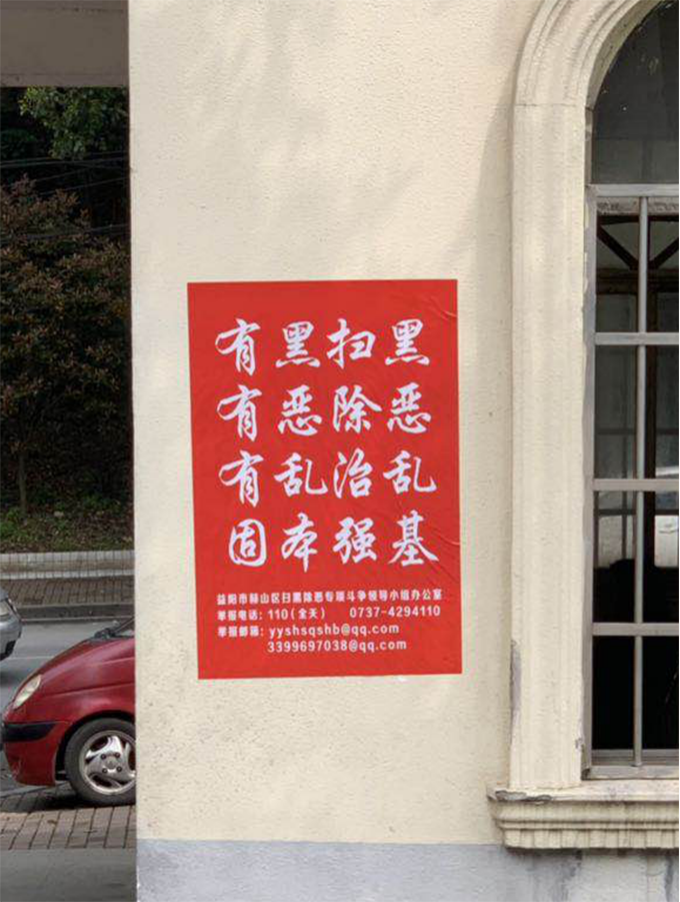 有黑扫黑
有恶除恶
有乱治乱
固本强基
益阳市赫山区扫黑除恶专项斗争领导小组办公室
举报电话：110（全天） 0737-4294110
举报邮箱：yyshsqshb@qq.com
3399697038@qq.com